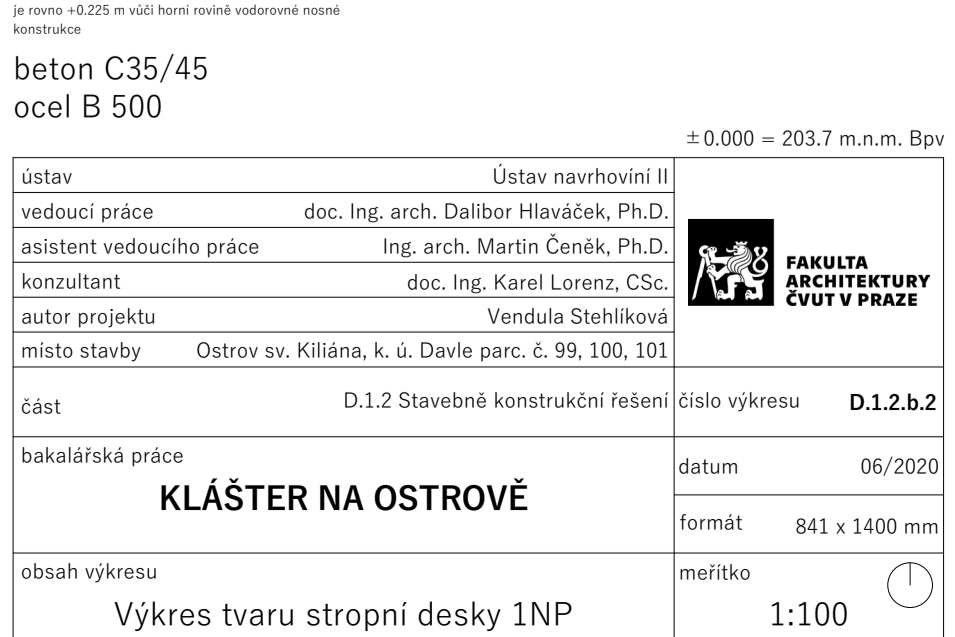 je rovno +0.225 m vůči horní rovině vodorovné nosné
konstrukce
beton C35/45
ocel B 500
±0.000 = 203.7 m.n.m. Bpv
ústav Ústav navrhovíní II
vedoucí práce doc. Ing. arch. Dalibor Hlaváček, Ph.D.
asistent vedoucího práce Ing. arch. Martin Čeněk, Ph.D.
konzultant doc. Ing. Karel Lorenz, CSc.
autor projektu Vendula Stehlíková
místo stavby Ostrov sv. Kiliána, k. ú. Davle parc. č. 99, 100, 101
FAKULTA
ARCHITEKTURY
ČVUT V PRAZE
část D.1.2 Stavebně konstrukční řešení
číslo výkresu D.1.2.b.2
bakalářská práce
KLÁŠTER NA OSTROVĚ
datum 06/2020
formát 841 x 1400 mm
obsah výkresu
Výkres tvaru stropní desky 1NP
meřítko
1:100